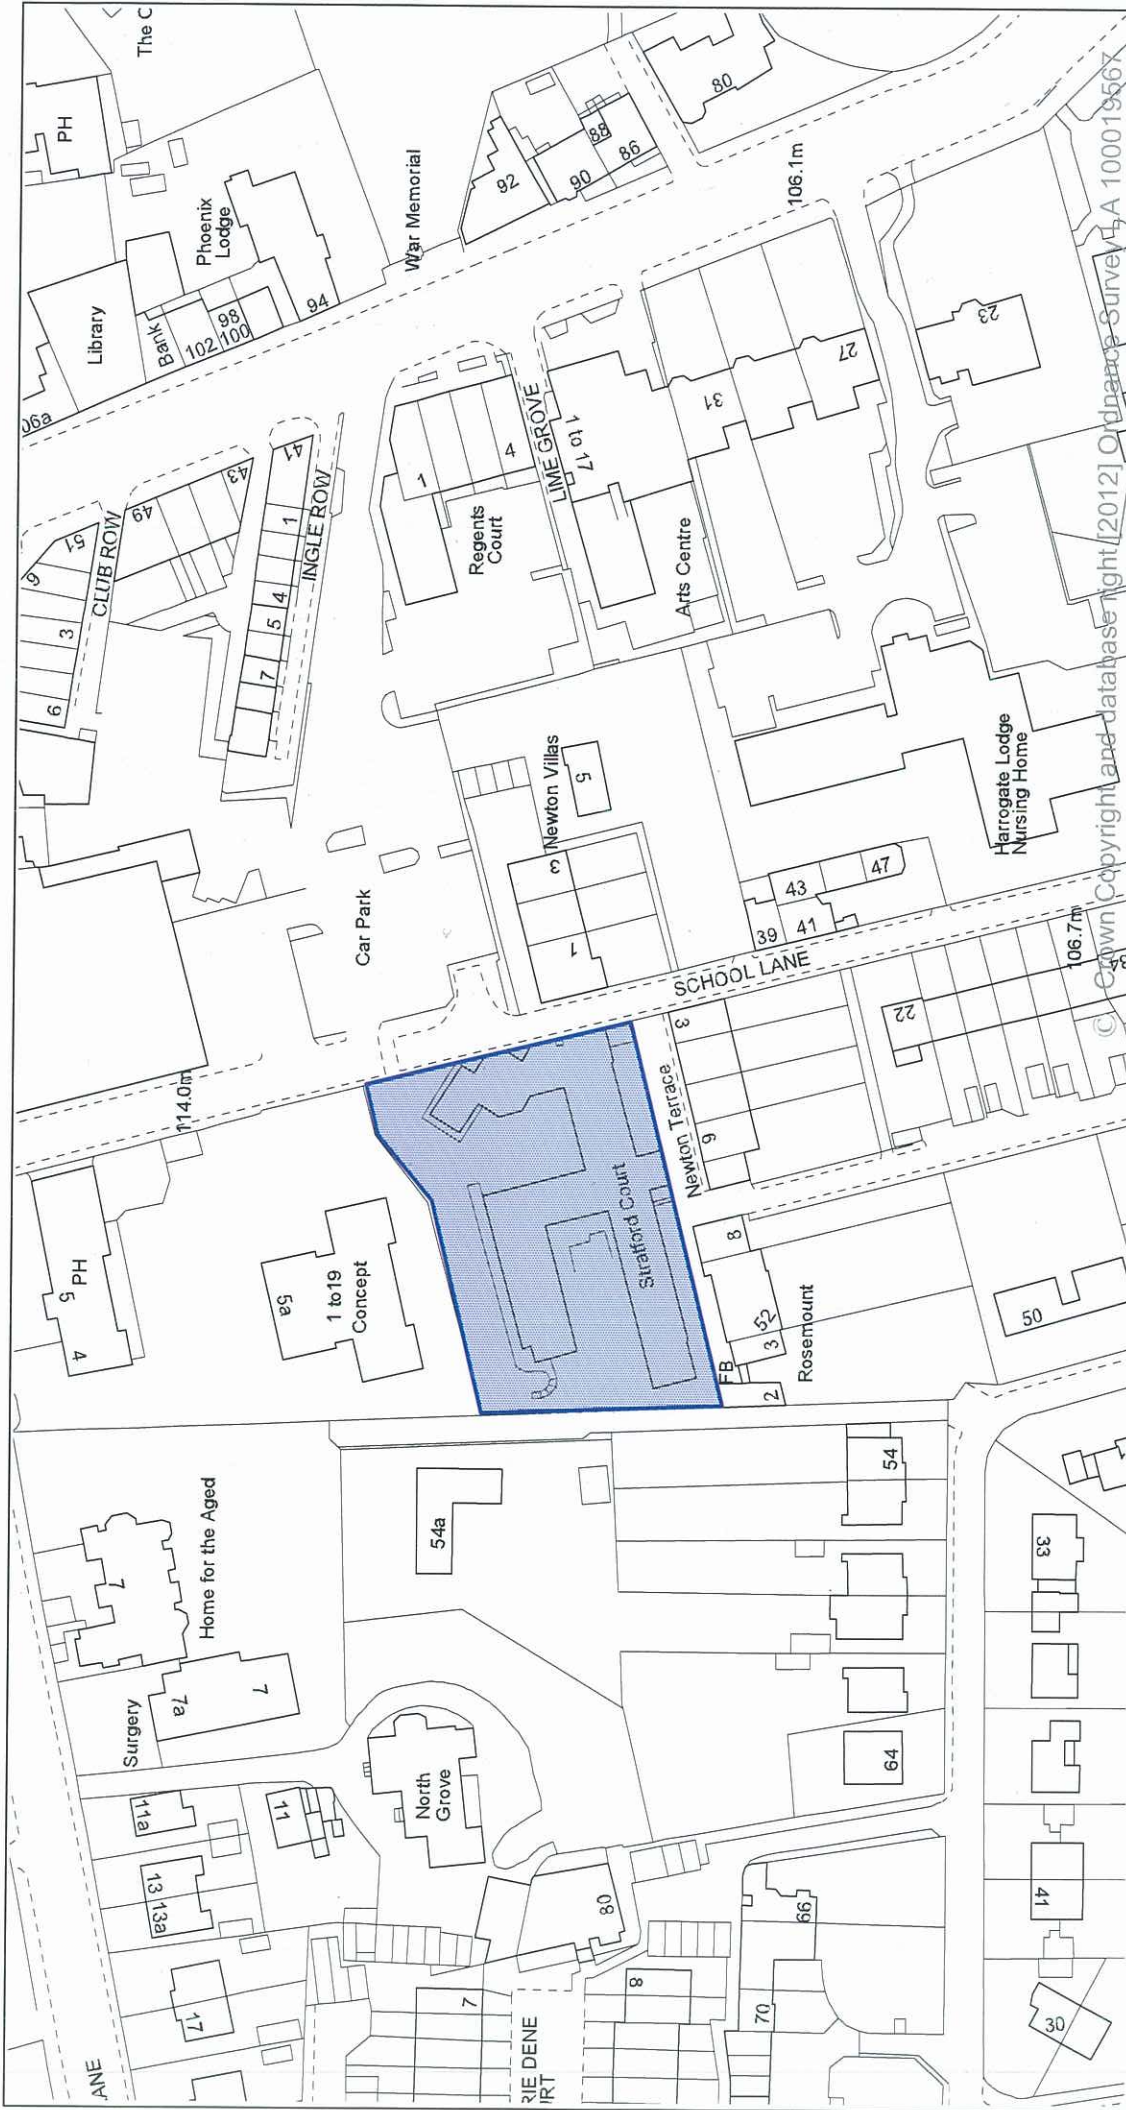 The C
PH
Phoenix
Lodge
Library
Bank
102
98
100
94
06a
War Memorial
92
90
88
86
80
106.1m
41
43
49
51
9
CLUB ROW
3
6
INGLE ROW
1
4
5
7
1
4
Regents
Court
LIME GROVE
1 to 17
31
27
23
Arts Centre
Newton Villas
5
3
1
Car Park
Harrogate Lodge
Nursing Home
43
47
39
41
SCHOOL LANE
106.7m
22
34
3
9
Newton Terrace
114.0m
Stratford Court
PH
5
4
5a
1 to19
Concept
8
52
3
Rosemount
FB
2
50
54
54a
Home for the Aged
7
7
7a
Surgery
11a
11
13
13a
17
North
Grove
80
64
66
70
33
41
30
8
7
RIE DENE
RT
ANE
© Crown Copyright and database right [2012] Ordnance Survey LA 100019567